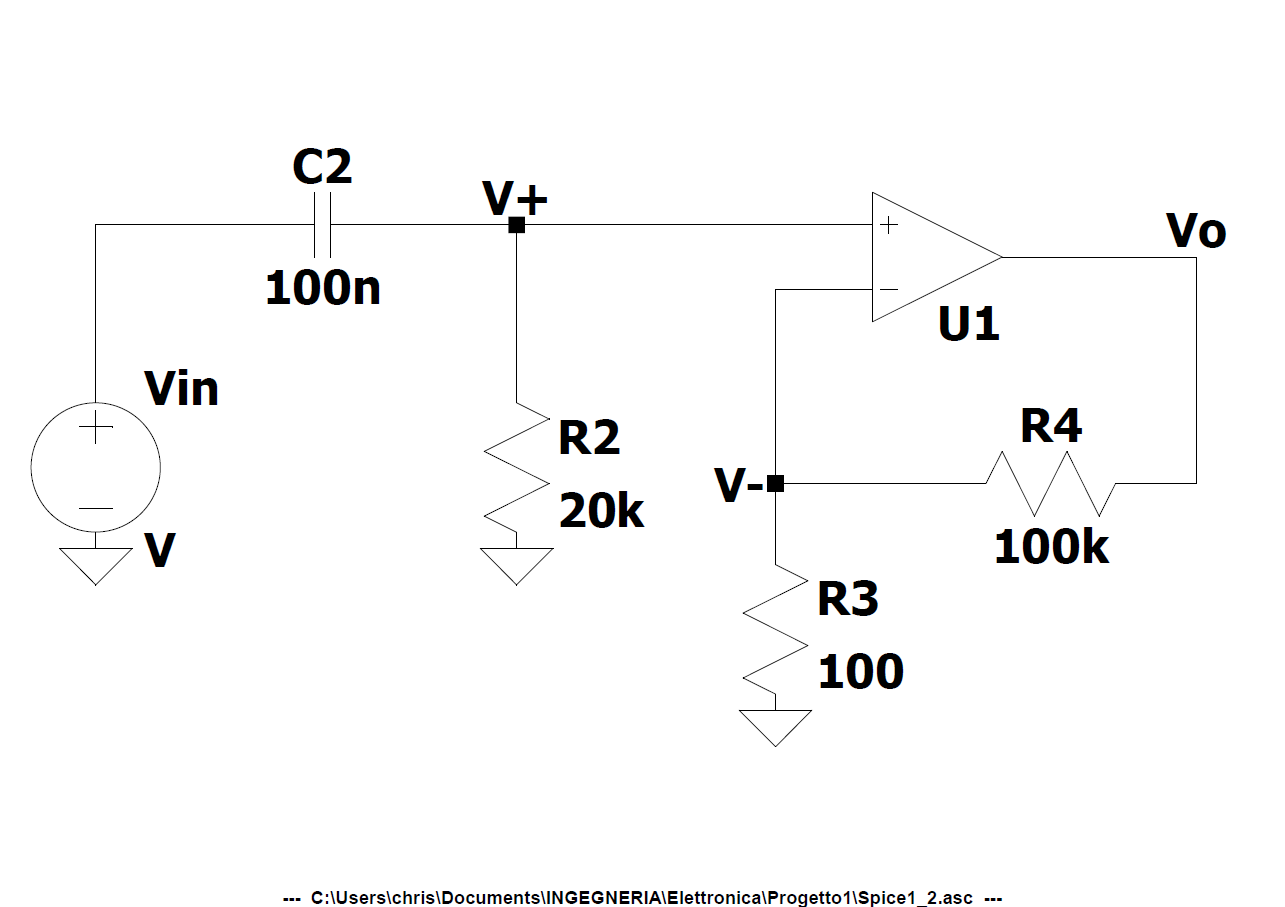 C2
V+
Vo
100n
U1
Vin
R4
R2
V-
20k
100k
V
R3
100
--- C:\Users\chris\Documents\INGEGNERIA\Elettronica\Progetto1\Spice1_2.asc ---